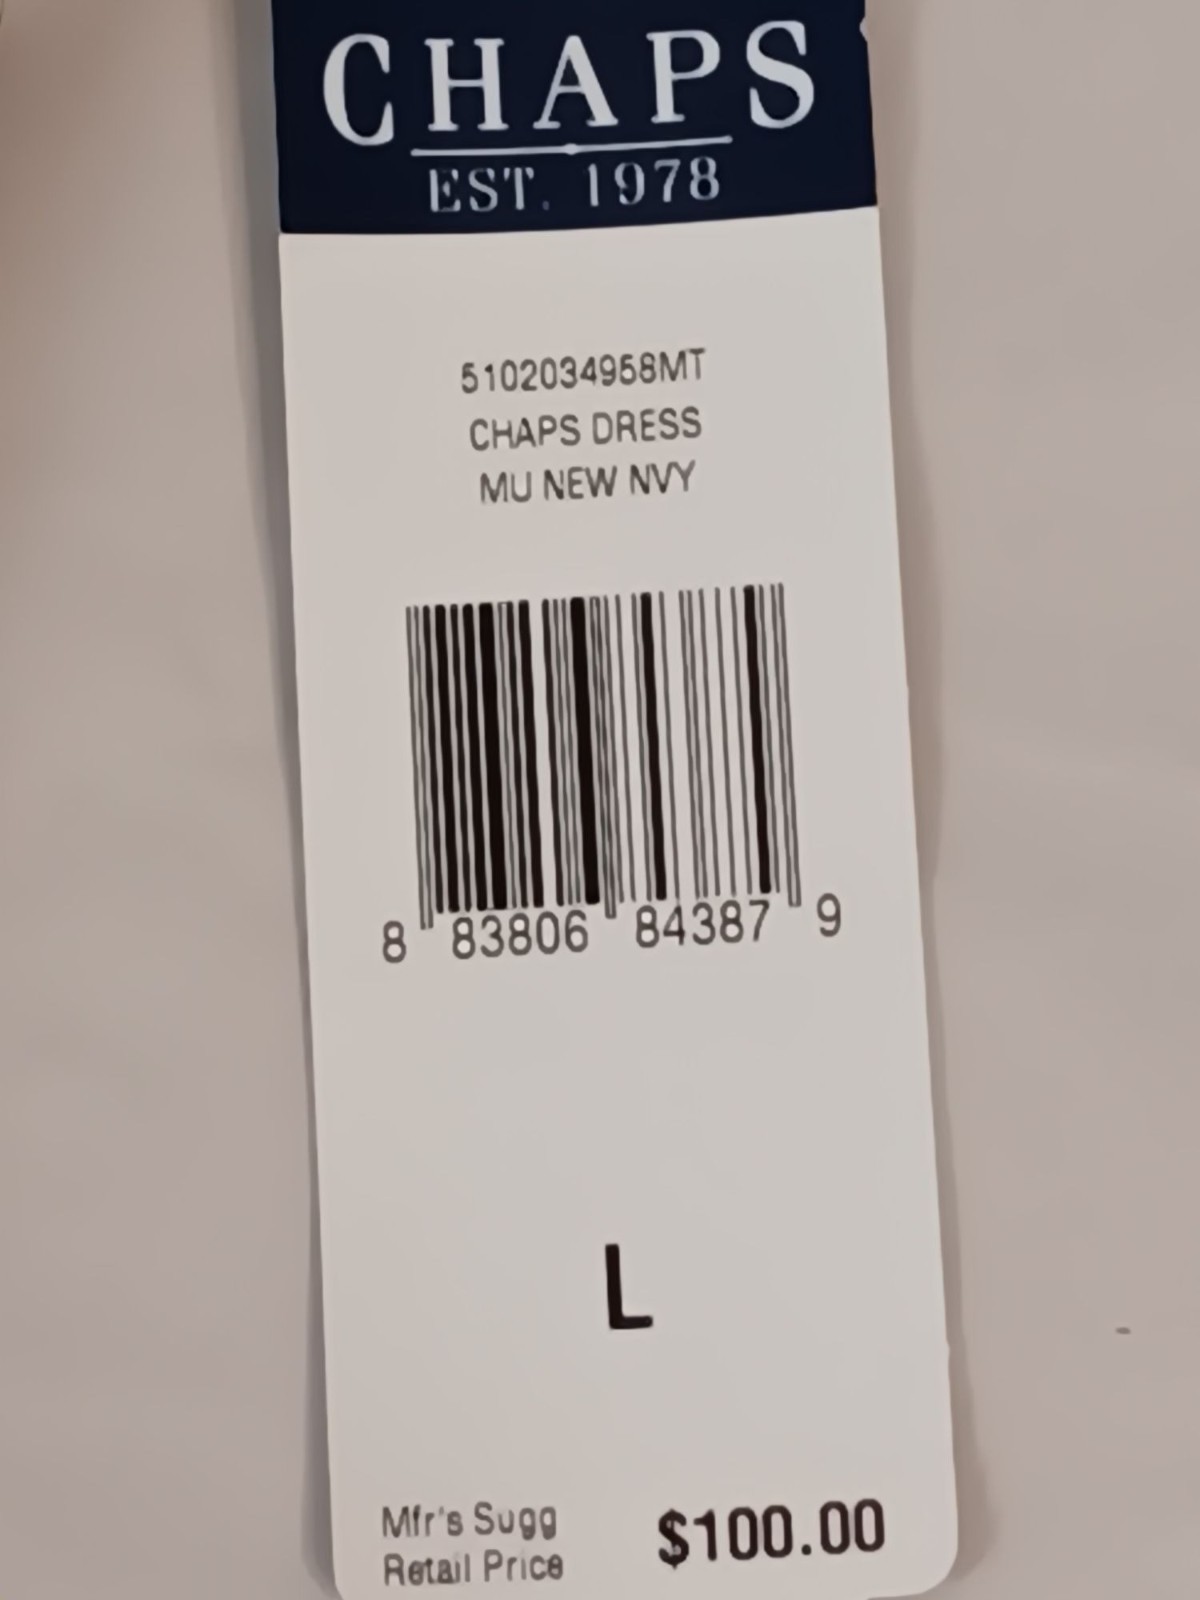 CHAPS
EST. 1978
5102034958MT
CHAPS DRESS
MU NEW NVY
8 83806 84387 9
L
Mfr's Sugg
Retail Price $100.00